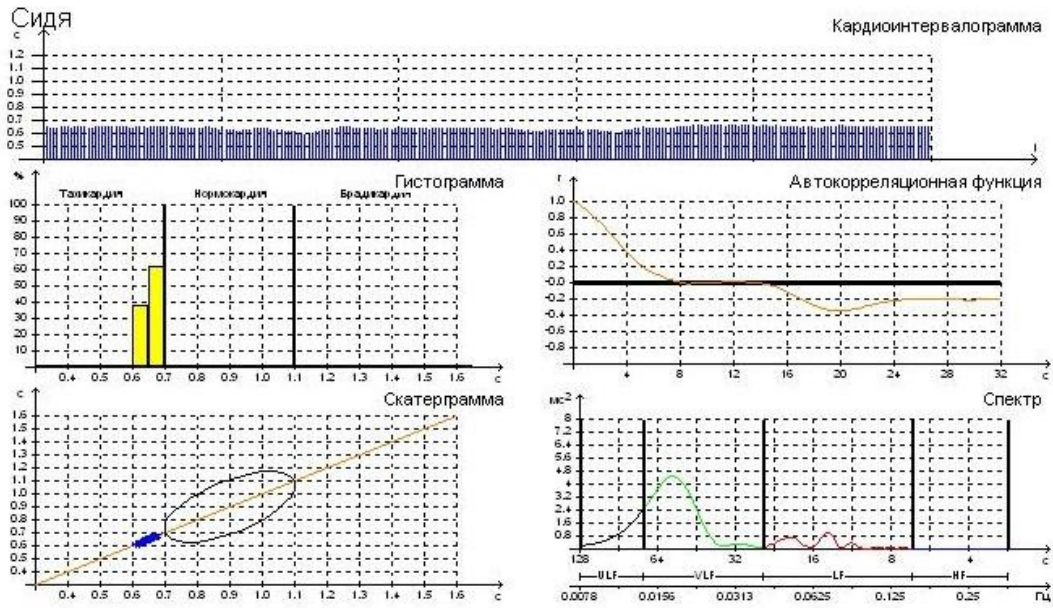 Сидя
Кардиоинтервалограмма
с
1.2
1.1
1.0
0.9
0.8
0.7
0.6
0.5
Гистограмма
%
Тахикардия Нормокардия Брадикардия
100
90
80
70
60
50
40
30
20
10
0.4 0.5 0.6 0.7 0.8 0.9 1.0 1.1 1.2 1.3 1.4 1.5 1.6 с
Автокорреляционная функция
r
1.0
0.8
0.6
0.4
0.2
-0.0
-0.2
-0.4
-0.6
-0.8
4 8 12 16 20 24 28 32
с
Скатерграмма
с
1.6
1.5
1.4
1.3
1.2
1.1
1.0
0.9
0.8
0.7
0.6
0.5
0.4
0.4 0.5 0.6 0.7 0.8 0.9 1.0 1.1 1.2 1.3 1.4 1.5 1.6 с
Спектр
мс2
8
7.2
6.4
5.6
4.8
4
3.2
2.4
1.6
0.8
128 64 32 16 8 4 с
ULF VLF LF HF
0.0078 0.0156 0.0313 0.0625 0.125 0.25 Гц